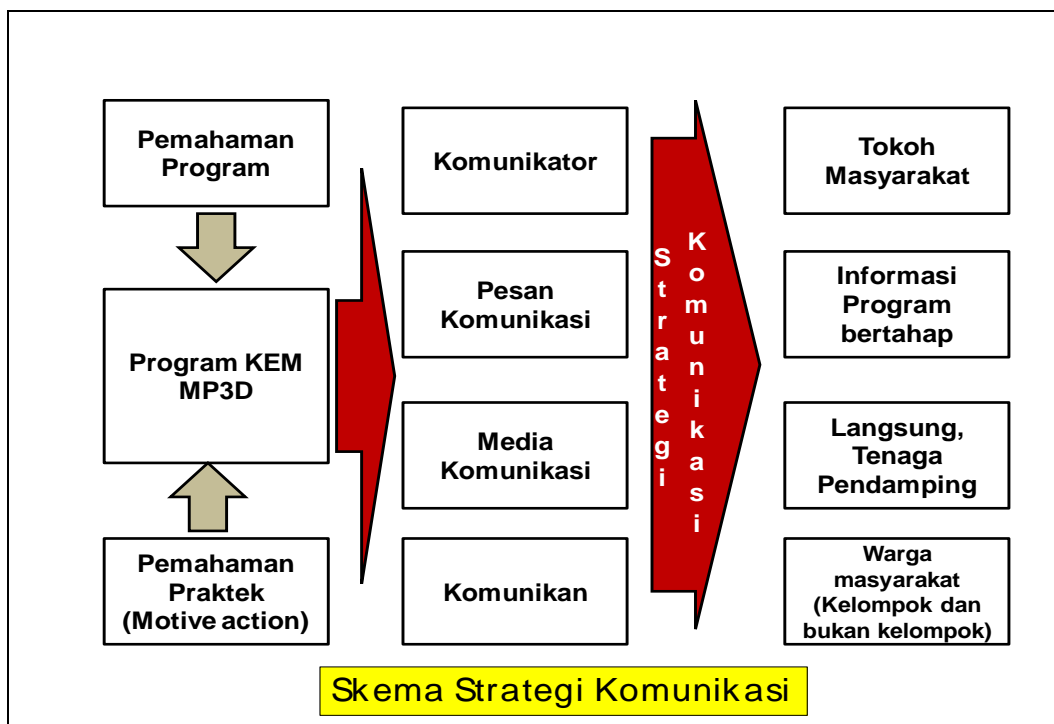 Pemahaman
Program
Program KEM
MP3D
Pemahaman
Praktek
(Motive action)
Komunikator
Pesan
Komunikasi
Media
Komunikasi
Komunikan
Strategi
Komunikasi
Tokoh
Masyarakat
Informasi
Program
bertahap
Langsung,
Tenaga
Pendamping
Warga
masyarakat
(Kelompok dan
bukan kelompok)
Skema Strategi Komunikasi